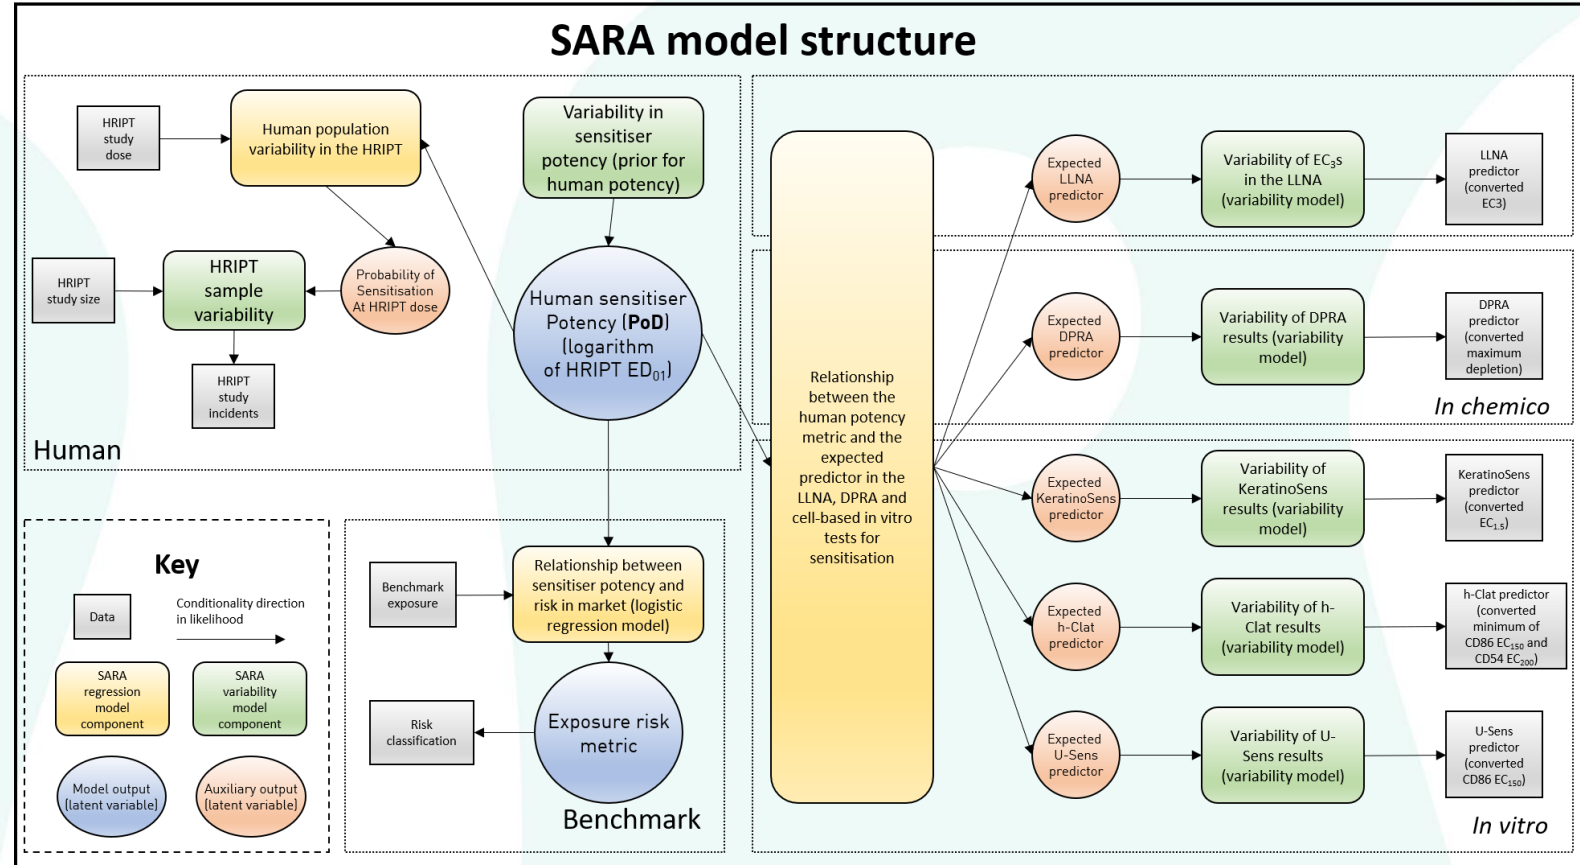 SARA model structure
HRIPT
study
dose
Human population
variability in the HRIPT
Variability in
sensitiser
potency (prior for
human potency)
HRIPT
study size
HRIPT
sample
variability
Probability of
Sensitisation
At HRIPT dose
Human sensitiser
Potency (PoD)
(logarithm
of HRIPT ED01)
HRIPT
study
incidents
Human
Key
Data
Conditionality direction
in likelihood
SARA
regression
model
component
SARA
variability
model
component
Model output
(latent variable)
Auxiliary output
(latent variable)
Benchmark
exposure
Relationship between
sensitiser potency and
risk in market (logistic
regression model)
Risk
classification
Exposure risk
metric
Benchmark
Relationship
between the
human potency
metric and the
expected
predictor in the
LLNA, DPRA and
cell-based in vitro
tests for
sensitisation
Expected
LLNA
predictor
Variability of EC3s
in the LLNA
(variability model)
LLNA
predictor
(converted
EC3)
Expected
DPRA
predictor
Variability of DPRA
results (variability
model)
DPRA
predictor
(converted
maximum
depletion)
In chemico
Expected
KeratinoSens
predictor
Variability of
KeratinoSens
results (variability
model)
KeratinoSens
predictor
(converted
EC1.5)
Expected
h-Clat
predictor
Variability of h-
Clat results
(variability model)
h-Clat predictor
(converted
minimum of
CD86 EC150 and
CD54 EC200)
Expected
U-Sens
predictor
Variability of U-
Sens results
(variability model)
U-Sens
predictor
(converted
CD86 EC150)
In vitro